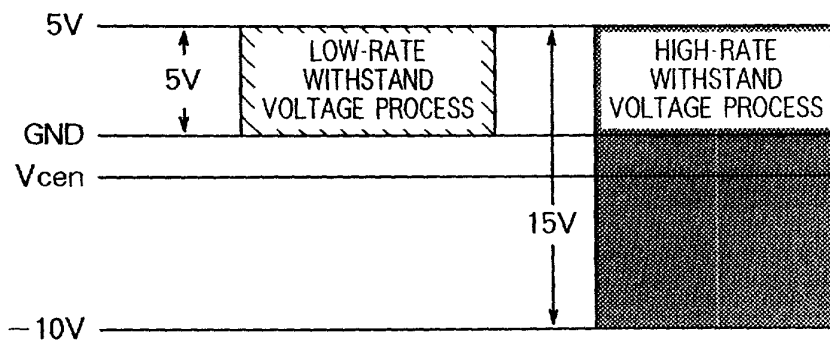 5V
5V
LOW-RATE
WITHSTAND
VOLTAGE PROCESS
HIGH-RATE
WITHSTAND
VOLTAGE PROCESS
GND
Vcen
15V
−10V